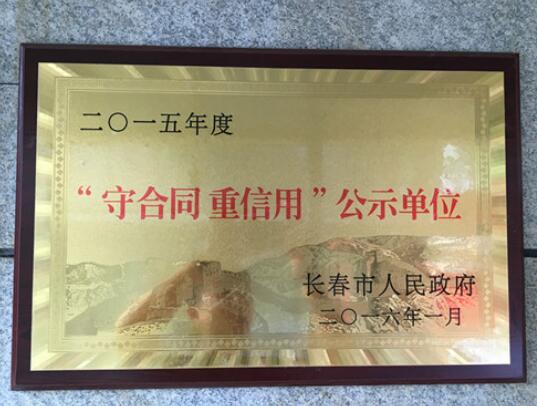 二〇一五年度
“守合同 重信用”公示单位
长春市人民政府
二〇一六年一月